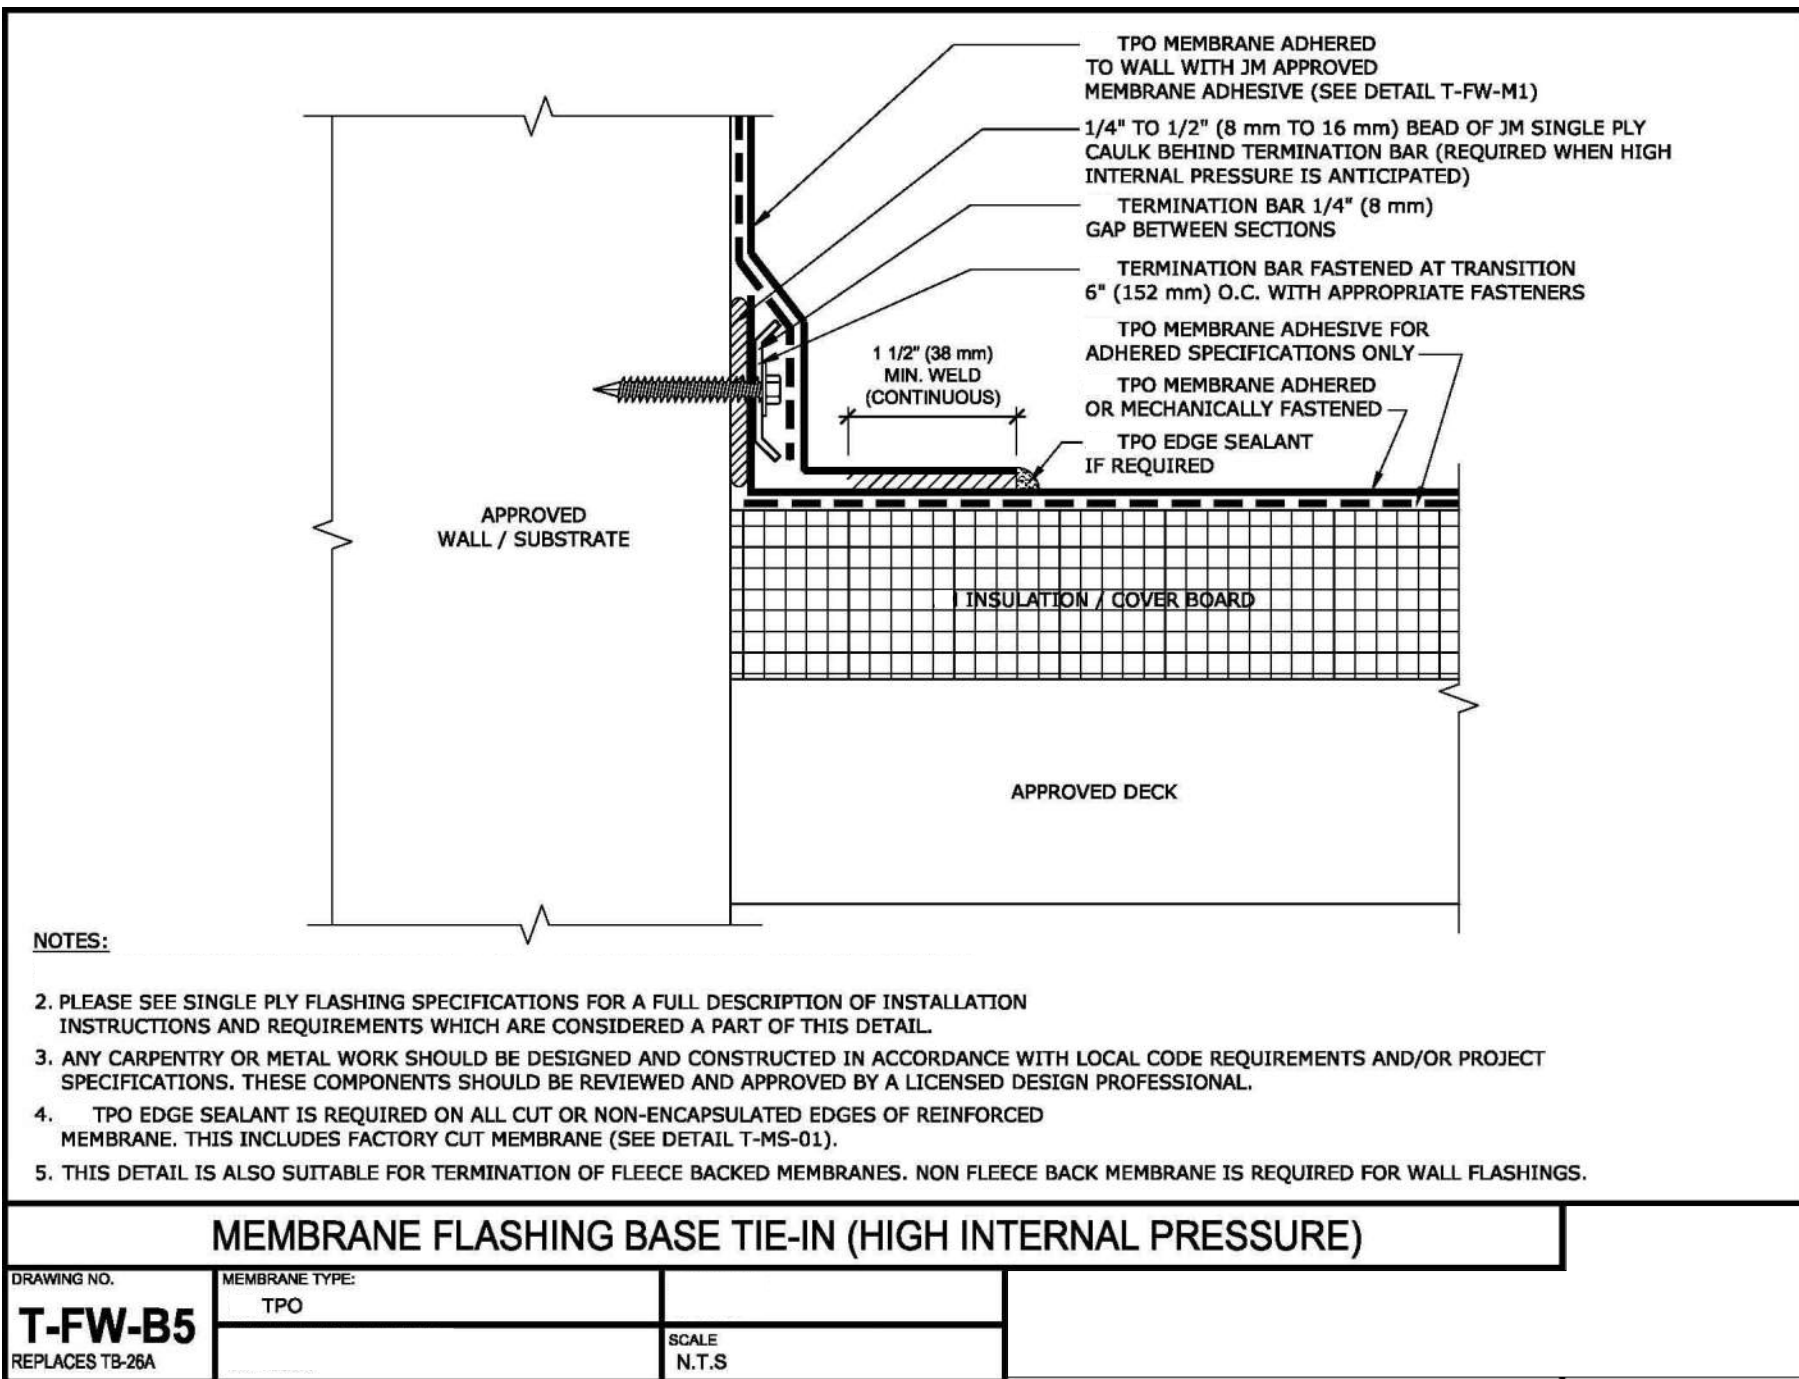 TPO MEMBRANE ADHERED
TO WALL WITH JM APPROVED
MEMBRANE ADHESIVE (SEE DETAIL T-FW-M1)
1/4" TO 1/2" (8 mm TO 16 mm) BEAD OF JM SINGLE PLY
CAULK BEHIND TERMINATION BAR (REQUIRED WHEN HIGH
INTERNAL PRESSURE IS ANTICIPATED)
TERMINATION BAR 1/4" (8 mm)
GAP BETWEEN SECTIONS
TERMINATION BAR FASTENED AT TRANSITION
6" (152 mm) O.C. WITH APPROPRIATE FASTENERS
TPO MEMBRANE ADHESIVE FOR
ADHERED SPECIFICATIONS ONLY
TPO MEMBRANE ADHERED
OR MECHANICALLY FASTENED
TPO EDGE SEALANT
IF REQUIRED
1 1/2" (38 mm)
MIN. WELD
(CONTINUOUS)
APPROVED
WALL / SUBSTRATE
INSULATION / COVER BOARD
APPROVED DECK
NOTES:
2. PLEASE SEE SINGLE PLY FLASHING SPECIFICATIONS FOR A FULL DESCRIPTION OF INSTALLATION
INSTRUCTIONS AND REQUIREMENTS WHICH ARE CONSIDERED A PART OF THIS DETAIL.
3. ANY CARPENTRY OR METAL WORK SHOULD BE DESIGNED AND CONSTRUCTED IN ACCORDANCE WITH LOCAL CODE REQUIREMENTS AND/OR PROJECT
SPECIFICATIONS. THESE COMPONENTS SHOULD BE REVIEWED AND APPROVED BY A LICENSED DESIGN PROFESSIONAL.
4. TPO EDGE SEALANT IS REQUIRED ON ALL CUT OR NON-ENCAPSULATED EDGES OF REINFORCED
MEMBRANE. THIS INCLUDES FACTORY CUT MEMBRANE (SEE DETAIL T-MS-01).
5. THIS DETAIL IS ALSO SUITABLE FOR TERMINATION OF FLEECE BACKED MEMBRANES. NON FLEECE BACK MEMBRANE IS REQUIRED FOR WALL FLASHINGS.
MEMBRANE FLASHING BASE TIE-IN (HIGH INTERNAL PRESSURE)
DRAWING NO.
T-FW-B5
REPLACES TB-26A
MEMBRANE TYPE:
TPO
SCALE
N.T.S